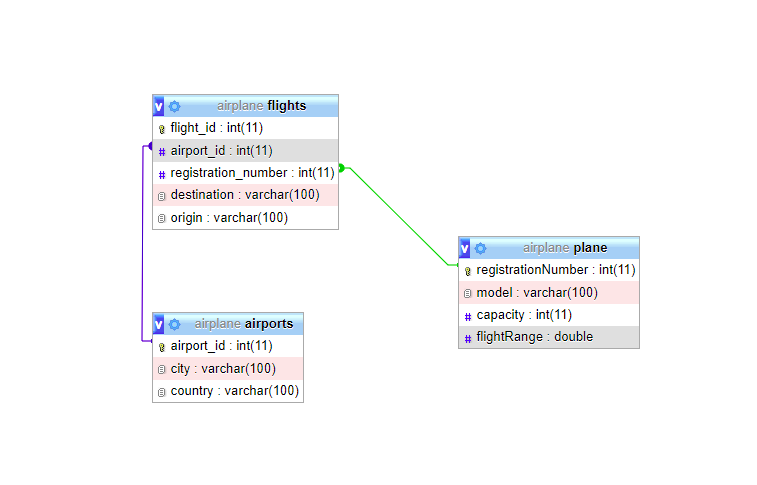 airplane flights
flight_id : int(11)
# airport_id : int(11)
# registration_number : int(11)
destination : varchar(100)
origin : varchar(100)
airplane plane
registrationNumber : int(11)
model : varchar(100)
# capacity : int(11)
# flightRange : double
airplane airports
airport_id : int(11)
city : varchar(100)
country : varchar(100)